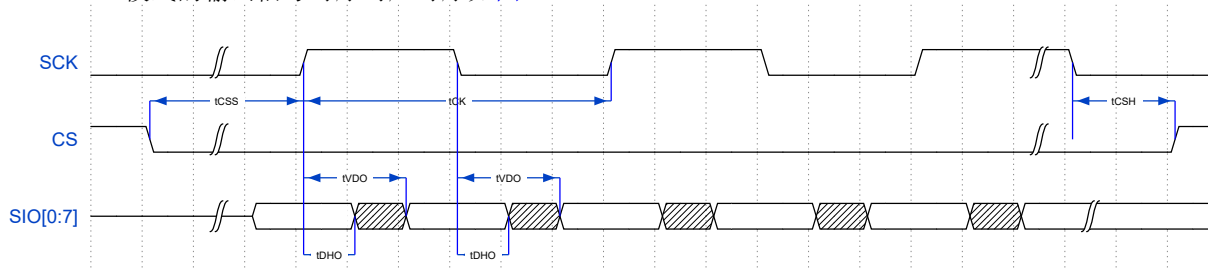 SCK
tCSS
tCK
tCSH
CS
tVDO
tVDO
SIO[0:7]
tDHO
tDHO